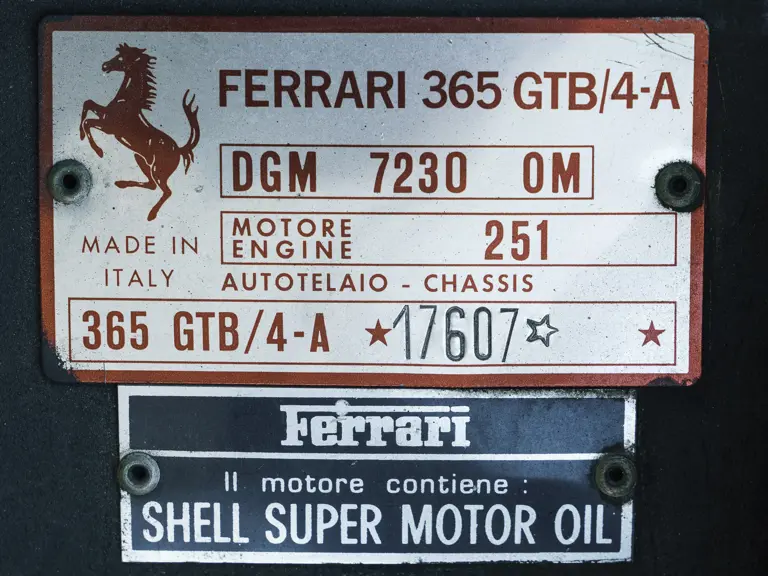 FERRARI 365 GTB/4-A
DGM 7230 OM
MADE IN
ITALY
MOTORE
ENGINE
251
AUTOTELAIO - CHASSIS
365 GTB/4-A ★17607☆ ★
Ferrari
Il motore contiene :
SHELL SUPER MOTOR OIL